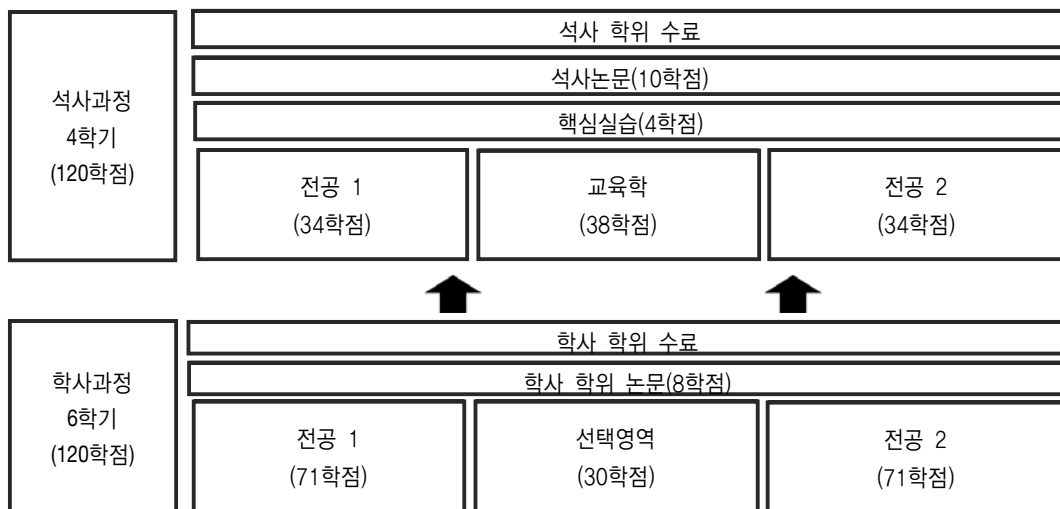 석사과정
4학기
(120학점)
석사 학위 수료
석사논문(10학점)
핵심실습(4학점)
전공 1
(34학점)
교육학
(38학점)
전공 2
(34학점)
학사과정
6학기
(120학점)
학사 학위 수료
학사 학위 논문(8학점)
전공 1
(71학점)
선택영역
(30학점)
전공 2
(71학점)